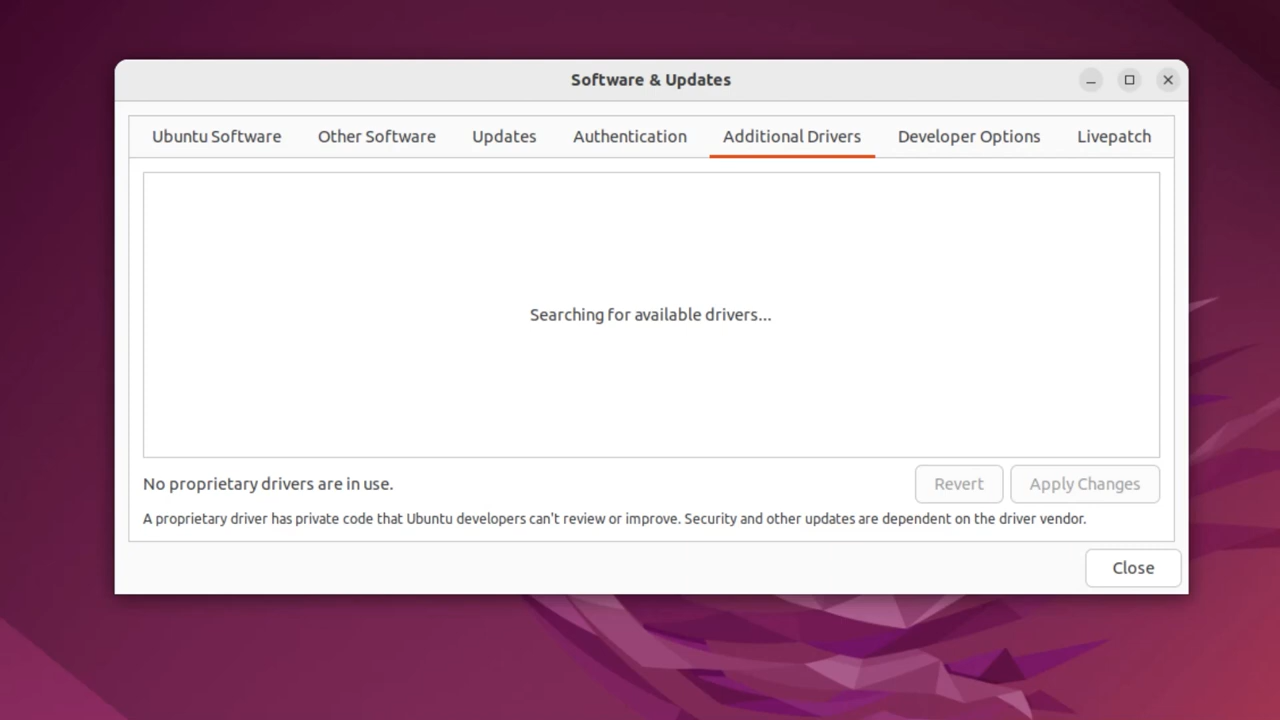 Software & Updates
Ubuntu Software Other Software Updates Authentication Additional Drivers Developer Options Livepatch
Searching for available drivers...
No proprietary drivers are in use. Revert Apply Changes
A proprietary driver has private code that Ubuntu developers can't review or improve. Security and other updates are dependent on the driver vendor.
Close